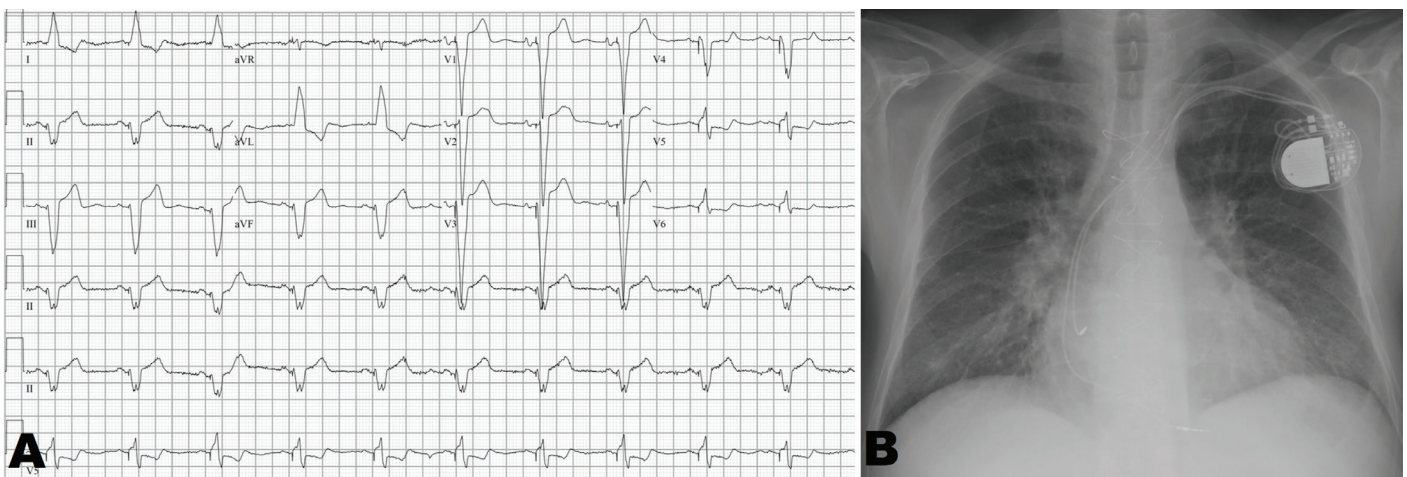 I aVR V1 V4
II aVL V2 V5
III aVF V3 V6
II
II
V5
A B